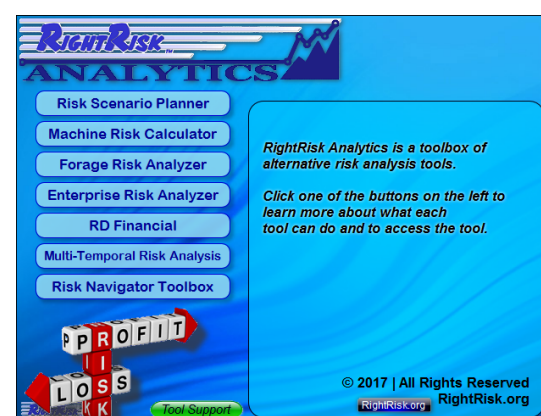 RightRisk™
ANALYTICS
Risk Scenario Planner
Machine Risk Calculator
Forage Risk Analyzer
Enterprise Risk Analyzer
RD Financial
Multi-Temporal Risk Analysis
Risk Navigator Toolbox
RightRisk Analytics is a toolbox of
alternative risk analysis tools.
Click one of the buttons on the left to
learn more about what each
tool can do and to access the tool.
PROFIT
RISK
LOSS
Tool Support
© 2017 | All Rights Reserved
RightRisk.org
RightRisk.org